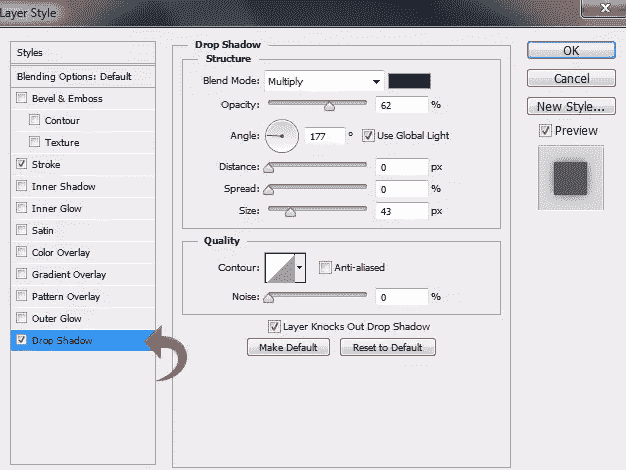 Layer Style
Styles
Blending Options: Default
Bevel & Emboss
Contour
Texture
Stroke
Inner Shadow
Inner Glow
Satin
Color Overlay
Gradient Overlay
Pattern Overlay
Outer Glow
Drop Shadow
Drop Shadow
Structure
Blend Mode: Multiply
Opacity: 62 %
Angle: 177 ° Use Global Light
Distance: 0 px
Spread: 0 %
Size: 43 px
Quality
Contour: Anti-aliased
Noise: 0 %
Layer Knocks Out Drop Shadow
Make Default Reset to Default
OK
Cancel
New Style...
Preview